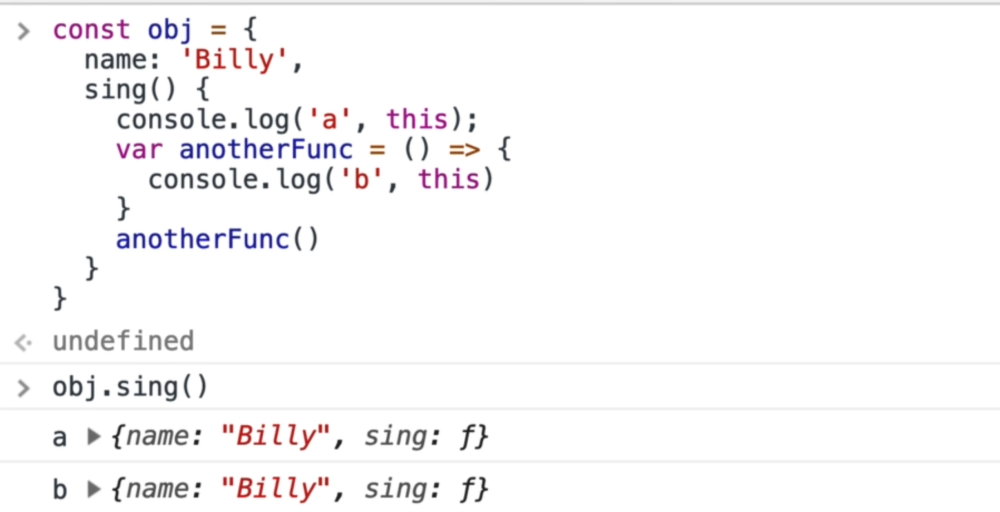 const obj = {
name: 'Billy',
sing() {
console.log('a', this);
var anotherFunc = () => {
console.log('b', this)
}
anotherFunc()
}
}
undefined
obj.sing()
a ▶ {name: "Billy", sing: ƒ}
b ▶ {name: "Billy", sing: ƒ}